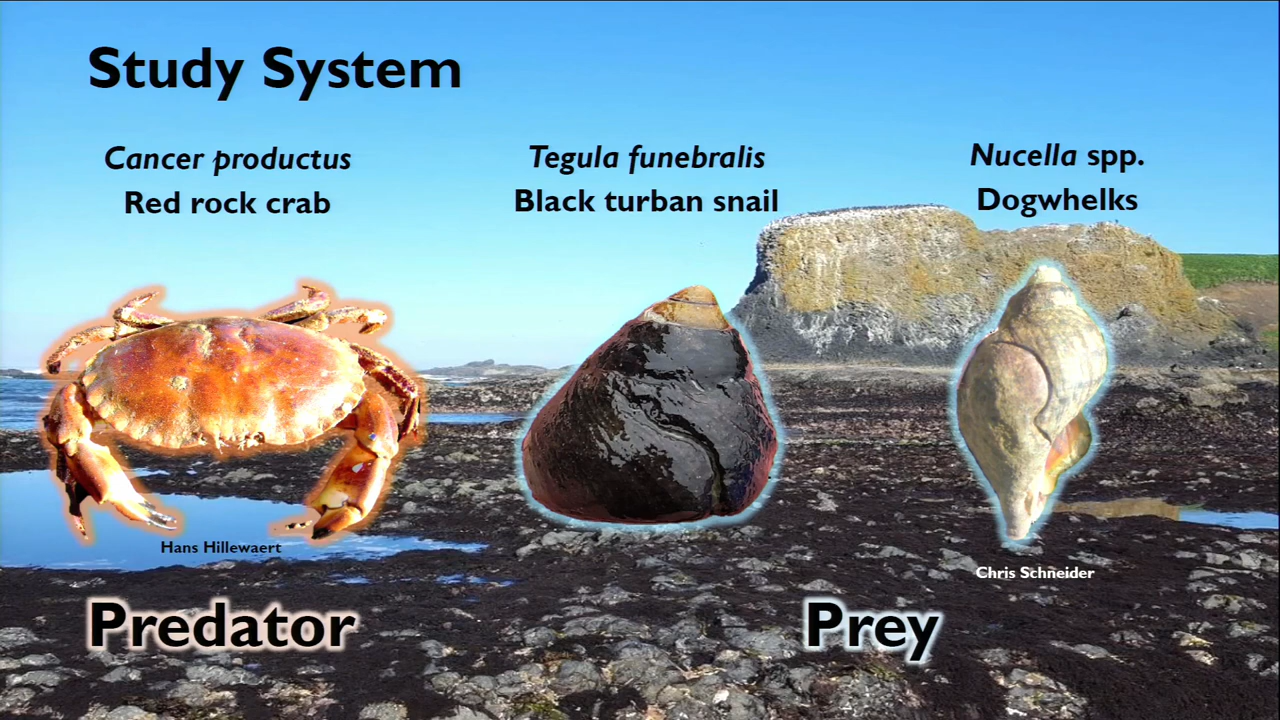 Study System
Cancer productus
Red rock crab
Tegula funebralis
Black turban snail
Nucella spp.
Dogwhelks
Hans Hillewaert
Chris Schneider
Predator
Prey